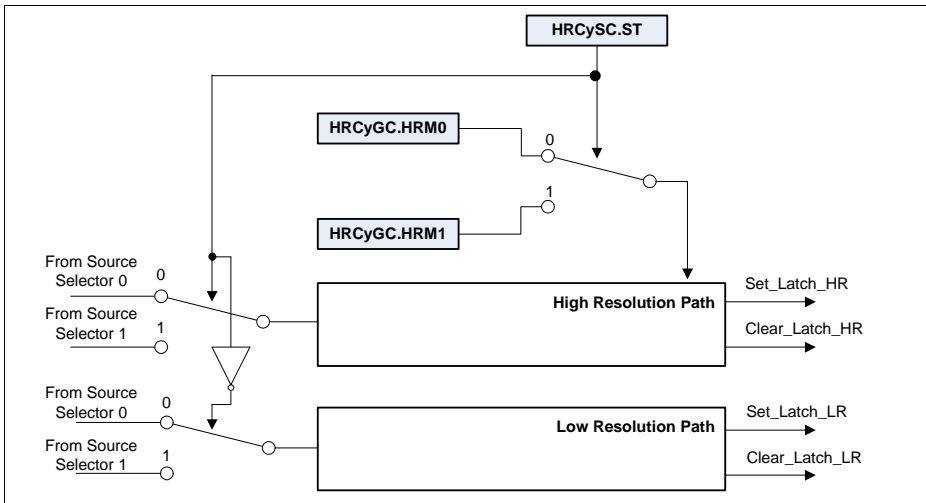 HRCySC.ST
HRCyGC.HRM0
0
1
HRCyGC.HRM1
From Source
Selector 0
0
From Source
Selector 1
1
High Resolution Path
Set_Latch_HR
Clear_Latch_HR
From Source
Selector 0
0
From Source
Selector 1
1
Low Resolution Path
Set_Latch_LR
Clear_Latch_LR